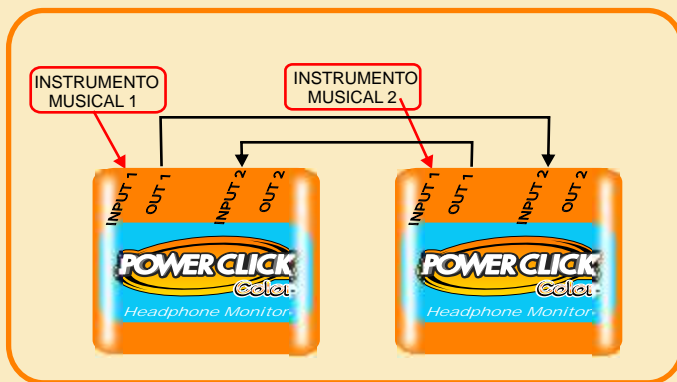 INSTRUMENTO
MUSICAL 1
INSTRUMENTO
MUSICAL 2
INPUT 1
OUT 1
INPUT 2
OUT 2
POWER CLICK
Color
Headphone Monitor
INPUT 1
OUT 1
INPUT 2
OUT 2
POWER CLICK
Color
Headphone Monitor